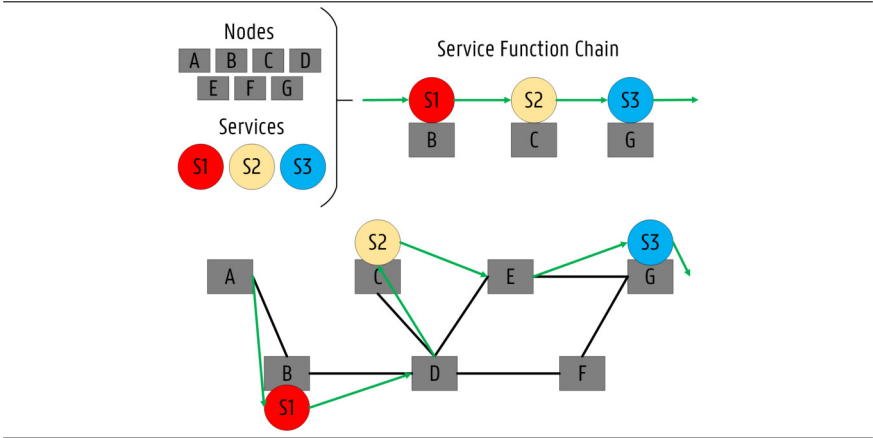 Nodes
A B C D
E F G
Services
S1 S2 S3
Service Function Chain
S1 S2 S3
B C G
S2 S3
A C E G
B D F
S1